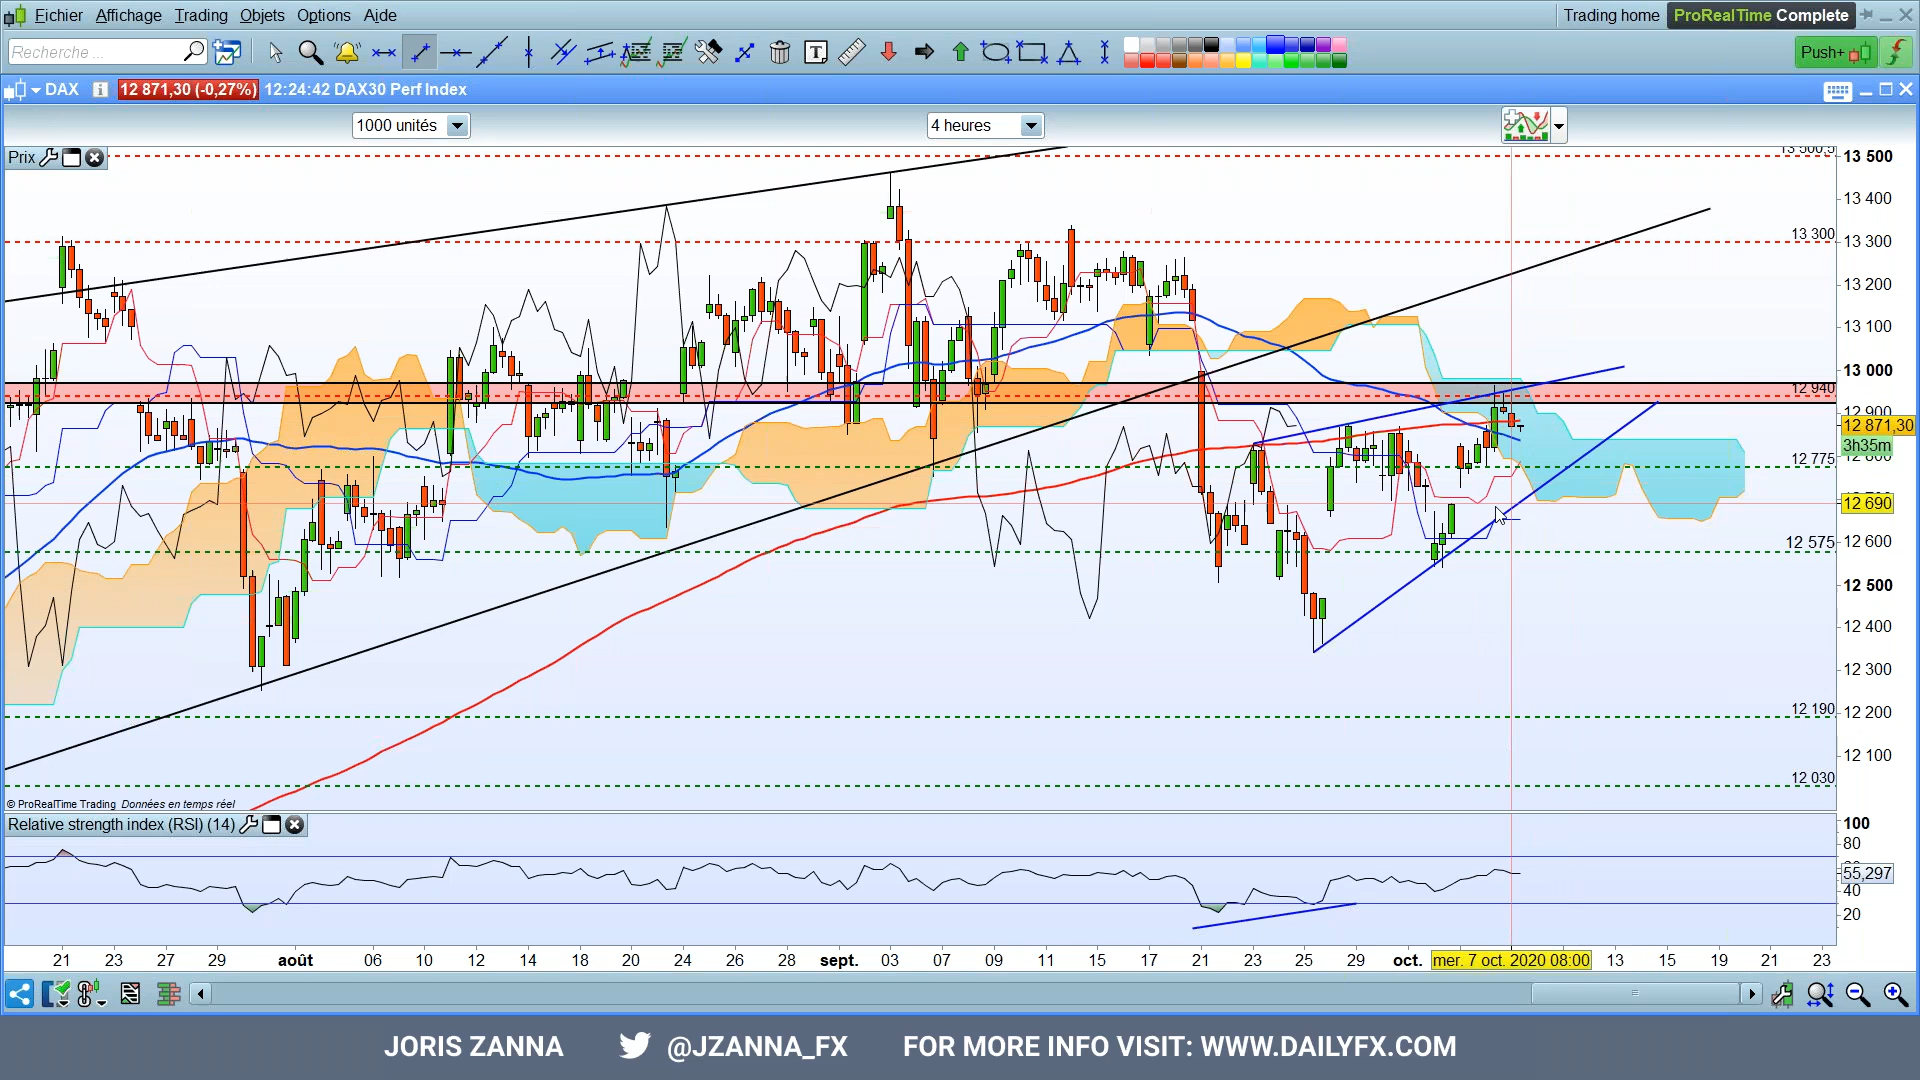 Fichier Affichage Trading Objets Options Aide
Trading home ProRealTime Complete
Recherche ...
T
Push+
DAX i 12 871,30 (-0,27%) 12:24:42 DAX30 Perf Index
1000 unités
4 heures
Prix
13 500,5
13 300
12 940
12 775
12 575
12 190
12 030
13 500
13 400
13 300
13 200
13 100
13 000
12 900
12 871,30
3h35m
12 800
12 690
12 600
12 500
12 400
12 300
12 200
12 100
© ProRealTime Trading Données en temps réel
Relative strength index (RSI) (14)
100
80
55,297
40
20
21 23 27 29 août 06 10 12 14 18 20 24 26 28 sept. 03 07 09 11 15 17 21 23 25 29 oct. mer. 7 oct. 2020 08:00 13 15 19 21 23
JORIS ZANNA @JZANNA_FX FOR MORE INFO VISIT: WWW.DAILYFX.COM